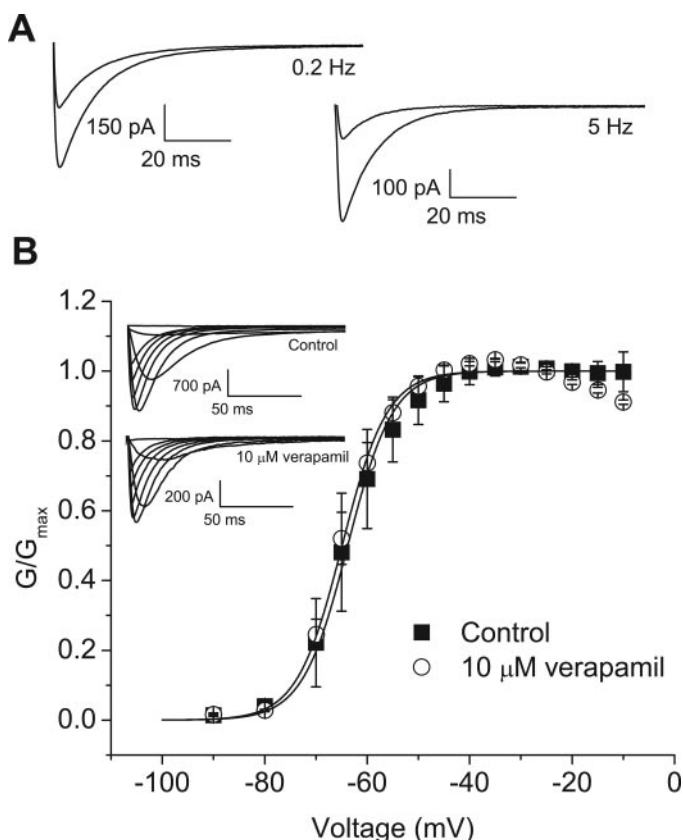 A
0.2 Hz
150 pA
20 ms
5 Hz
100 pA
20 ms
B
1.2
1.0
0.8
0.6
0.4
0.2
0.0
G/Gmax
Control
700 pA
50 ms
10 μM verapamil
200 pA
50 ms
Control
10 μM verapamil
-100 -80 -60 -40 -20 0
Voltage (mV)